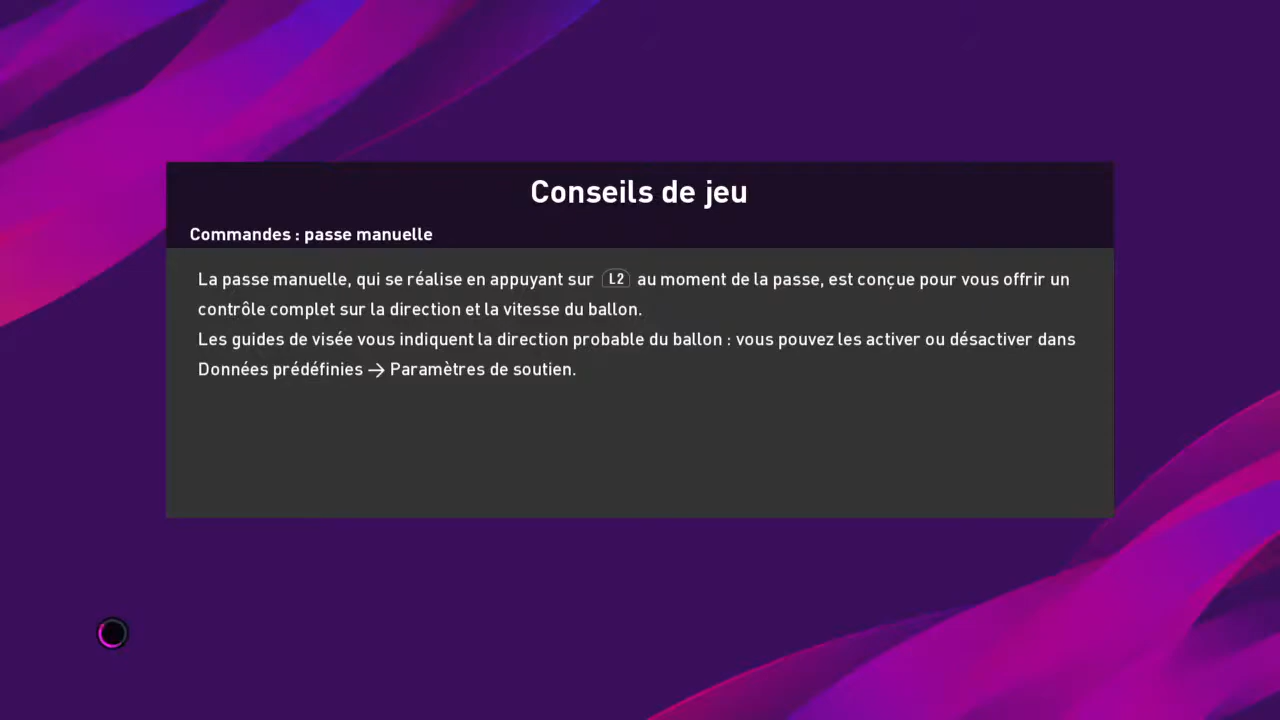 Conseils de jeu
Commandes : passe manuelle
La passe manuelle, qui se réalise en appuyant sur L2 au moment de la passe, est conçue pour vous offrir un
contrôle complet sur la direction et la vitesse du ballon.
Les guides de visée vous indiquent la direction probable du ballon : vous pouvez les activer ou désactiver dans
Données prédéfinies → Paramètres de soutien.